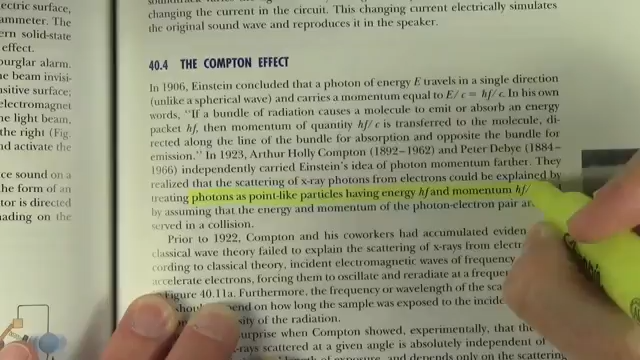 changing the current in the circuit. This changing current electrically simulates
the original sound wave and reproduces it in the speaker.
40.4 THE COMPTON EFFECT
In 1906, Einstein concluded that a photon of energy E travels in a single direction
(unlike a spherical wave) and carries a momentum equal to E/c = hf/c. In his own
words, "If a bundle of radiation causes a molecule to emit or absorb an energy
packet hf, then momentum of quantity hf/c is transferred to the molecule, di-
rected along the line of the bundle for absorption and opposite the bundle for
emission." In 1923, Arthur Holly Compton (1892–1962) and Peter Debye (1884–
1966) independently carried Einstein's idea of photon momentum farther. They
realized that the scattering of x-ray photons from electrons could be explained by
treating photons as point-like particles having energy hf and momentum hf/
by assuming that the energy and momentum of the photon-electron pair
served in a collision.
Prior to 1922, Compton and his coworkers had accumulated eviden
classical wave theory failed to explain the scattering of x-rays from electr
cording to classical theory, incident electromagnetic waves of frequency
accelerate electrons, forcing them to oscillate and reradiate at a frequen
Figure 40.11a. Furthermore, the frequency or wavelength of the sca
on how long the sample was exposed to the incide
of the radiation.
surprise when Compton showed, experimentally, that the
rays scattered at a given angle is absolutely independent of
of exposure, and depends only on the scattering
ectric surface,
ammeter. The
ern solid-state
effect.
burglar alarm.
e beam invisi-
sitive surface;
electromagnet
he light beam,
the right (Fig.
nd activate the
ce sound on a
the form of an
tor is directed
nading on the